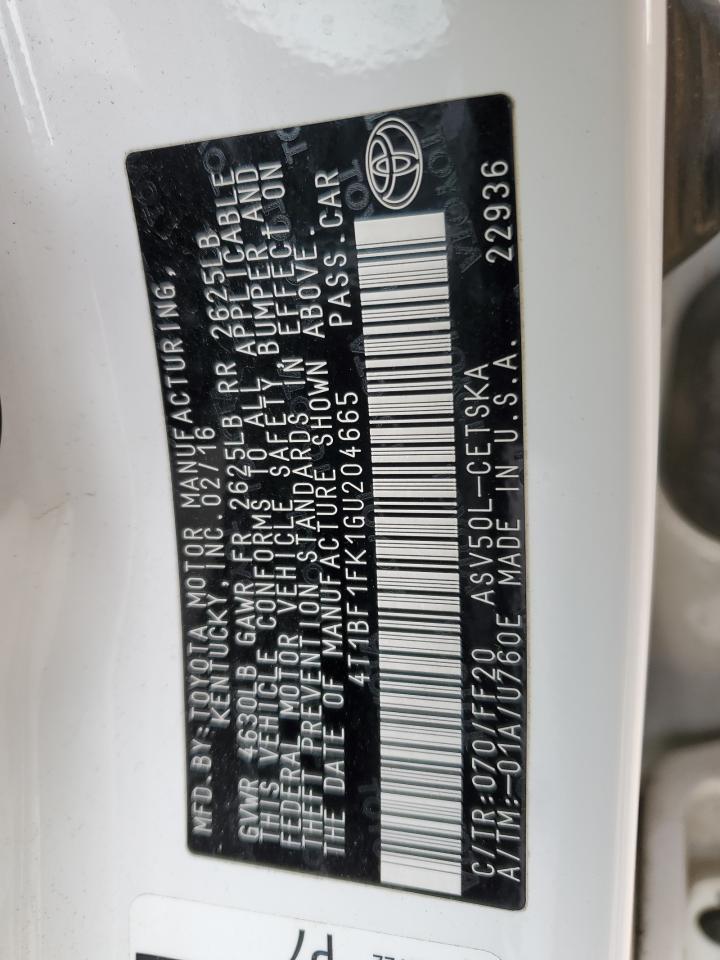 MFD.BY:TOYOTA MOTOR MANUFACTURING,
KENTUCKY, INC. 02/16
GVWR 4630LB GAWR FR 2625LB RR 2625LB
THIS VEHICLE CONFORMS TO ALL APPLICABLE
FEDERAL MOTOR VEHICLE SAFETY BUMPER AND
THEFT PREVENTION STANDARDS IN EFFECT ON
THE DATE OF MANUFACTURE SHOWN ABOVE.
4T1BF1FK1GU204665 PASS.CAR
C/TR:070/FF20 ASV50L-CETSKA
A/TM:-01A/U760E MADE IN U.S.A. 22936